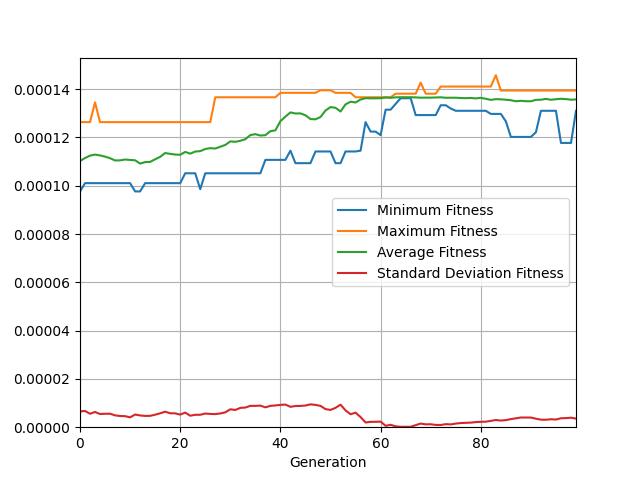 0.00014
0.00012
0.00010
0.00008
0.00006
0.00004
0.00002
0.00000
Minimum Fitness
Maximum Fitness
Average Fitness
Standard Deviation Fitness
0 20 40 60 80
Generation